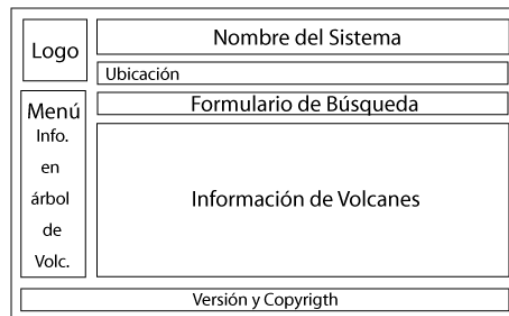 Logo
Nombre del Sistema
Ubicación
Menú
Info.
en
árbol
de
Volc.
Formulario de Búsqueda
Información de Volcanes
Versión y Copyrigth